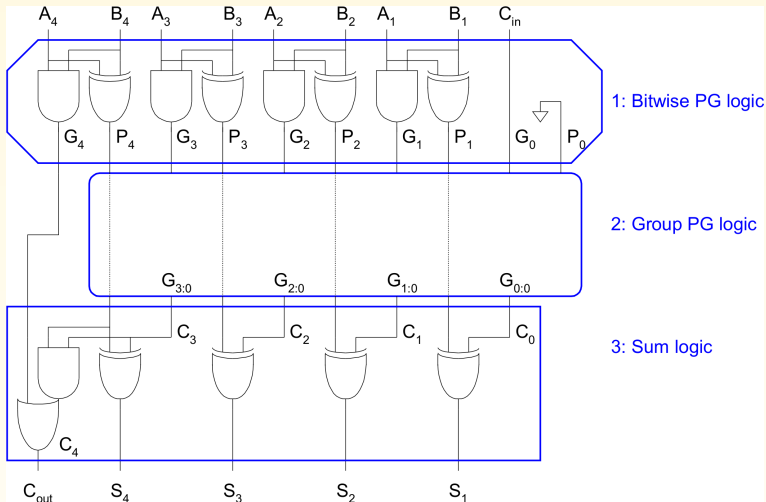 A4 B4 A3 B3 A2 B2 A1 B1 Cin
1: Bitwise PG logic
G4 P4 G3 P3 G2 P2 G1 P1 G0 P0
2: Group PG logic
G3:0 G2:0 G1:0 G0:0
C3 C2 C1 C0
3: Sum logic
C4
Cout S4 S3 S2 S1